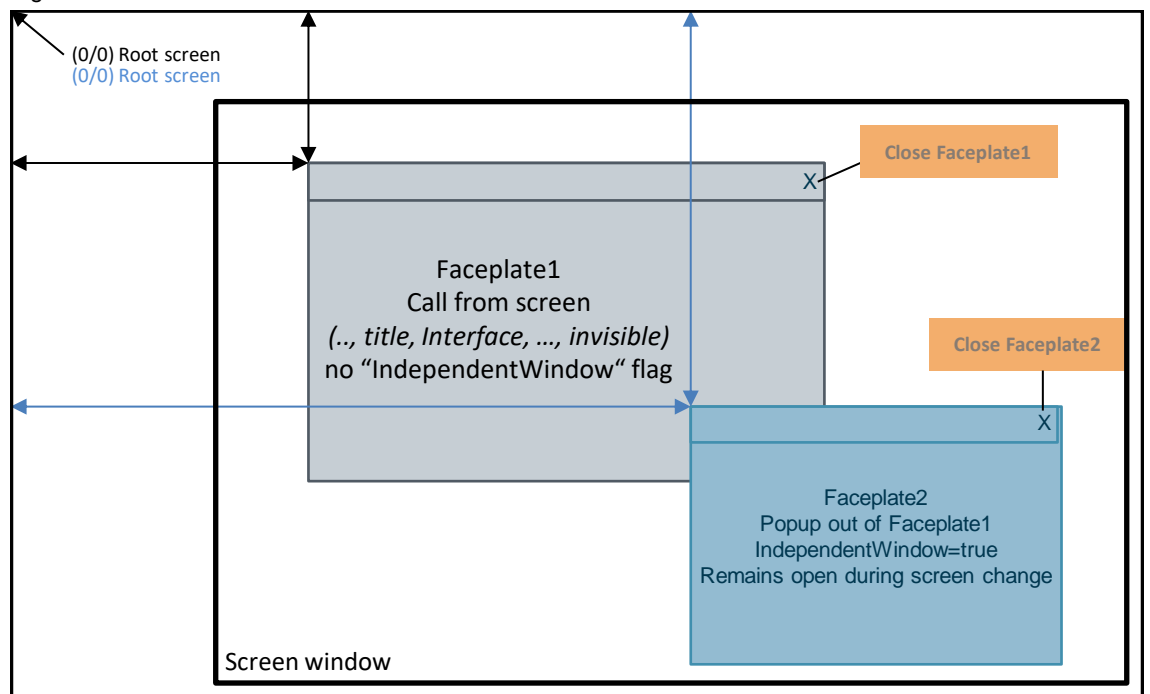 (0/0) Root screen
(0/0) Root screen
Close Faceplate1
X
Faceplate1
Call from screen
(.., title, Interface, …, invisible)
no “IndependentWindow“ flag
Close Faceplate2
X
Faceplate2
Popup out of Faceplate1
IndependentWindow=true
Remains open during screen change
Screen window